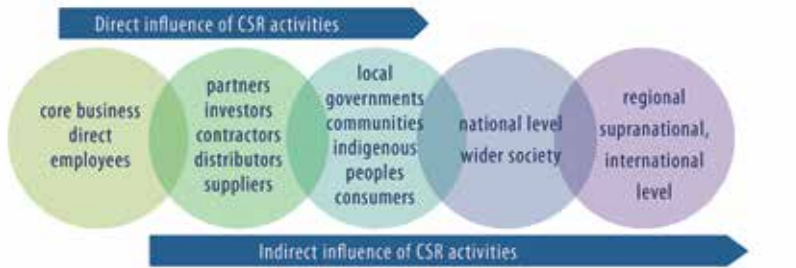 Direct influence of CSR activities
core business
direct
employees
partners
investors
contractors
distributors
suppliers
local
governments
communities
indigenous
peoples
consumers
national level
wider society
regional
supranational,
international
level
Indirect influence of CSR activities